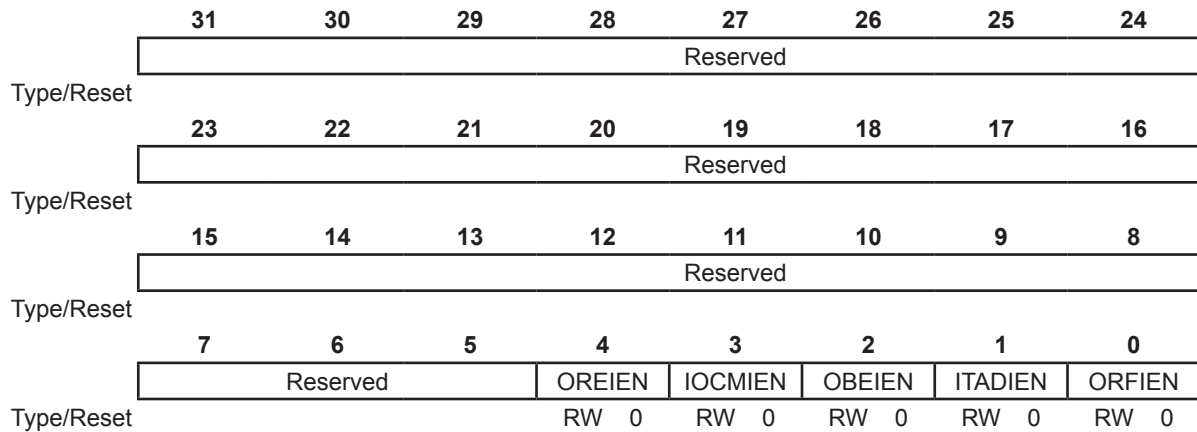 31 30 29 28 27 26 25 24
Reserved
Type/Reset
23 22 21 20 19 18 17 16
Reserved
Type/Reset
15 14 13 12 11 10 9 8
Reserved
Type/Reset
7 6 5 4 3 2 1 0
Reserved OREIEN IOCMIEN OBEIEN ITADIEN ORFIEN
Type/Reset RW 0 RW 0 RW 0 RW 0 RW 0